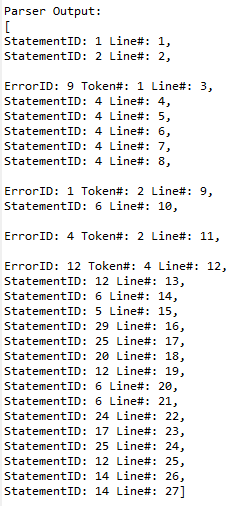 Parser Output:
[
StatementID: 1 Line#: 1,
StatementID: 2 Line#: 2,
ErrorID: 9 Token#: 1 Line#: 3,
StatementID: 4 Line#: 4,
StatementID: 4 Line#: 5,
StatementID: 4 Line#: 6,
StatementID: 4 Line#: 7,
StatementID: 4 Line#: 8,
ErrorID: 1 Token#: 2 Line#: 9,
StatementID: 6 Line#: 10,
ErrorID: 4 Token#: 2 Line#: 11,
ErrorID: 12 Token#: 4 Line#: 12,
StatementID: 12 Line#: 13,
StatementID: 6 Line#: 14,
StatementID: 5 Line#: 15,
StatementID: 29 Line#: 16,
StatementID: 25 Line#: 17,
StatementID: 20 Line#: 18,
StatementID: 12 Line#: 19,
StatementID: 6 Line#: 20,
StatementID: 6 Line#: 21,
StatementID: 24 Line#: 22,
StatementID: 17 Line#: 23,
StatementID: 25 Line#: 24,
StatementID: 12 Line#: 25,
StatementID: 14 Line#: 26,
StatementID: 14 Line#: 27]